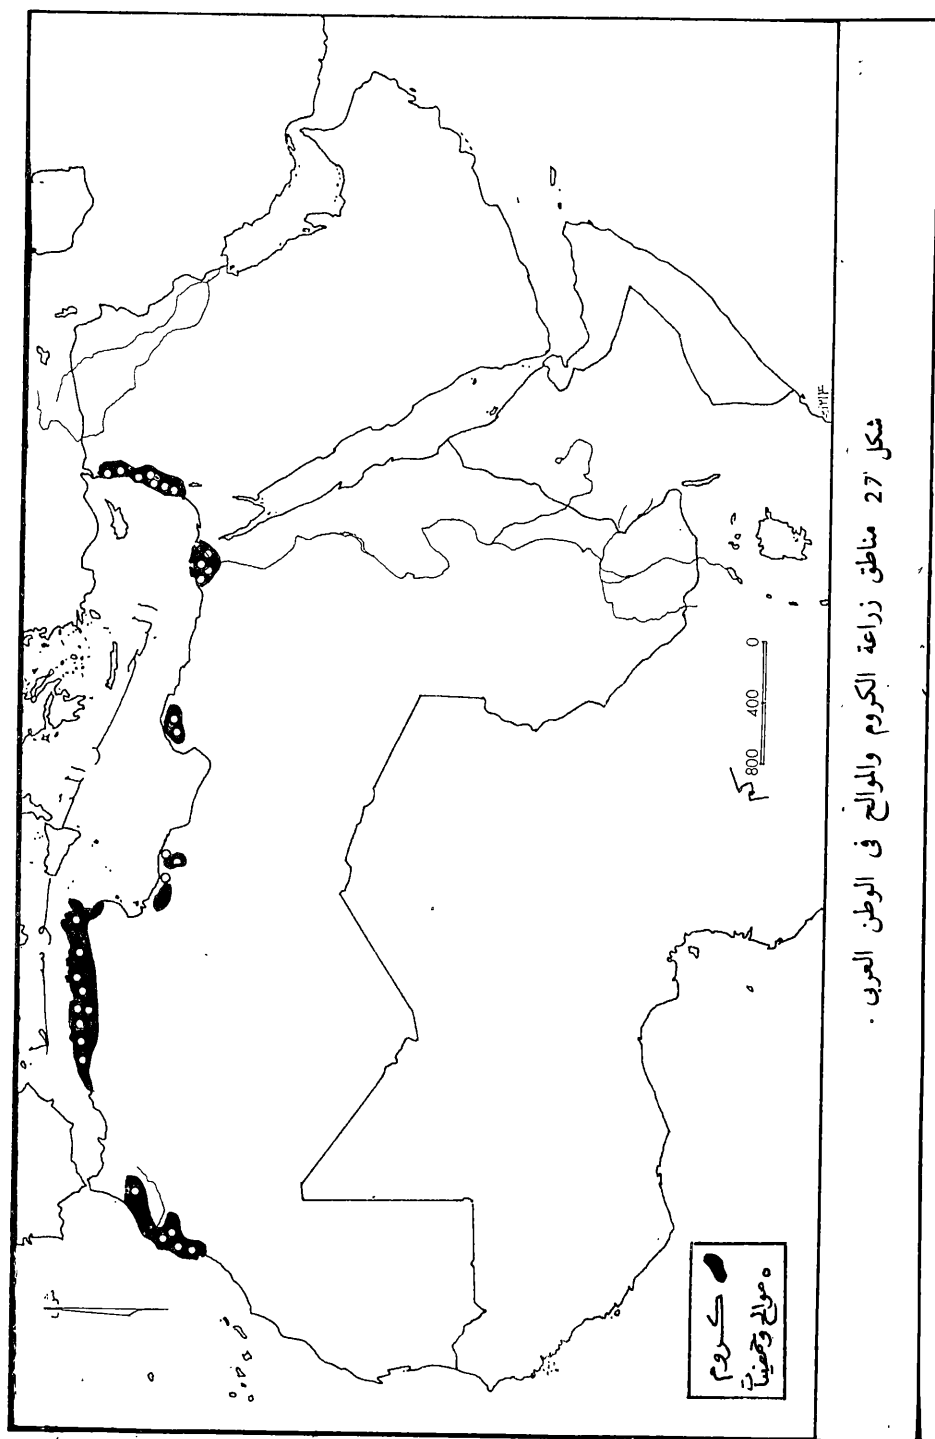 شكل 27 مناطق زراعة الكروم والموالح في الوطن العربي .
كروم
موالح وحمضيات
كم 800 400 0